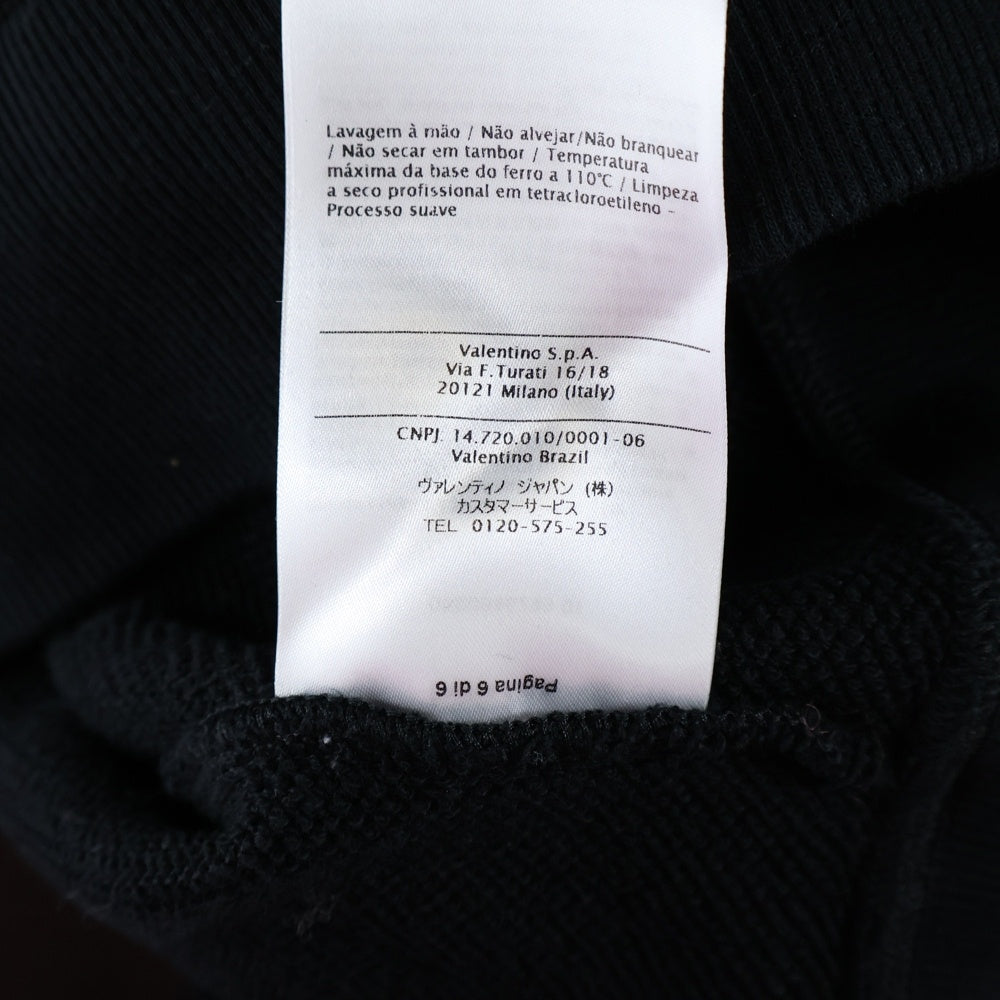 Lavagem à mão / Não alvejar/Não branquear
/ Não secar em tambor / Temperatura
máxima da base do ferro a 110°C / Limpeza
a seco profissional em tetracloroetileno -
Processo suave
Valentino S.p.A.
Via F.Turati 16/18
20121 Milano (Italy)
CNPJ: 14.720.010/0001-06
Valentino Brazil
ヴァレンティノ ジャパン (株)
カスタマーサービス
TEL 0120-575-255
Pagina 6 di 6